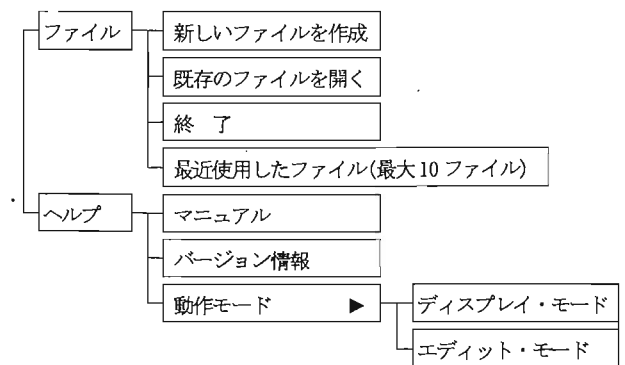 ファイル
新しいファイルを作成
既存のファイルを開く
終 了
最近使用したファイル(最大10ファイル)
ヘルプ
マニュアル
バージョン情報
動作モード ▶
ディスプレイ・モード
エディット・モード